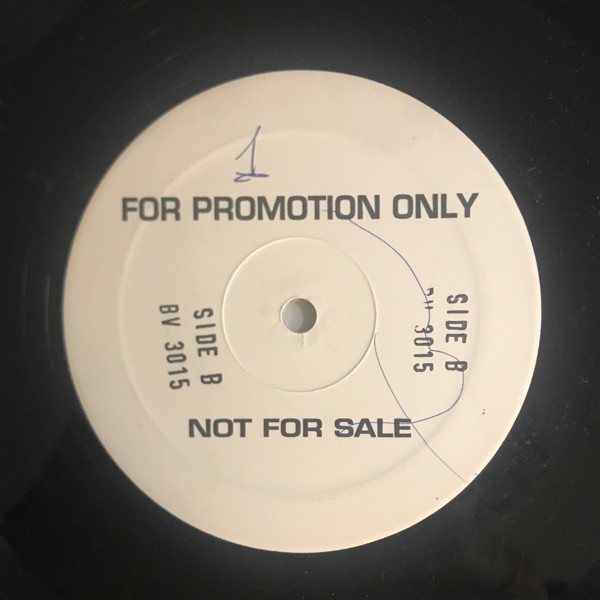 1
FOR PROMOTION ONLY
SIDE B
BV 3015
SIDE B
3015
NOT FOR SALE